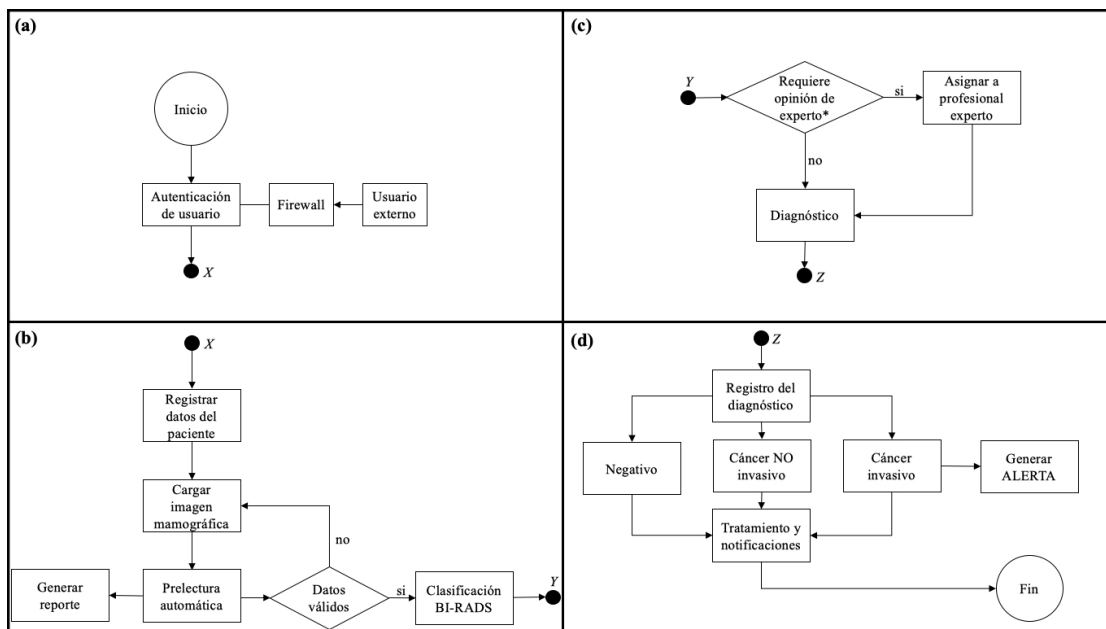 (a)
Inicio
Autenticación
de usuario
Firewall
Usuario
externo
X
(b)
X
Registrar
datos del
paciente
Cargar
imagen
mamográfica
no
Generar
reporte
Prelectura
automática
Datos
válidos
si
Clasificación
BI-RADS
Y
(c)
Y
Requiere
opinión de
experto*
si
Asignar a
profesional
experto
no
Diagnóstico
Z
(d)
Z
Registro del
diagnóstico
Negativo
Cáncer NO
invasivo
Cáncer
invasivo
Generar
ALERTA
Tratamiento y
notificaciones
Fin